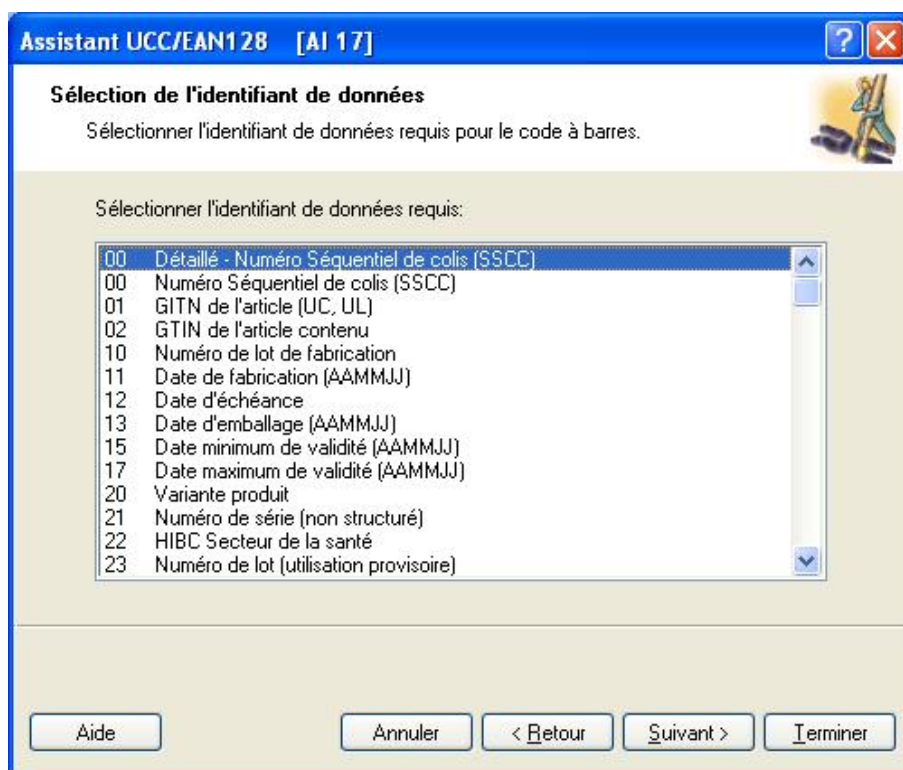 Assistant UCC/EAN128 [AI 17]
Sélection de l'identifiant de données
Sélectionner l'identifiant de données requis pour le code à barres.
Sélectionner l'identifiant de données requis:
00 Détaillé - Numéro Séquentiel de colis (SSCC)
00 Numéro Séquentiel de colis (SSCC)
01 GITN de l'article (UC, UL)
02 GTIN de l'article contenu
10 Numéro de lot de fabrication
11 Date de fabrication (AAMMJJ)
12 Date d'échéance
13 Date d'emballage (AAMMJJ)
15 Date minimum de validité (AAMMJJ)
17 Date maximum de validité (AAMMJJ)
20 Variante produit
21 Numéro de série (non structuré)
22 HIBC Secteur de la santé
23 Numéro de lot (utilisation provisoire)
Aide Annuler < Retour Suivant > Terminer